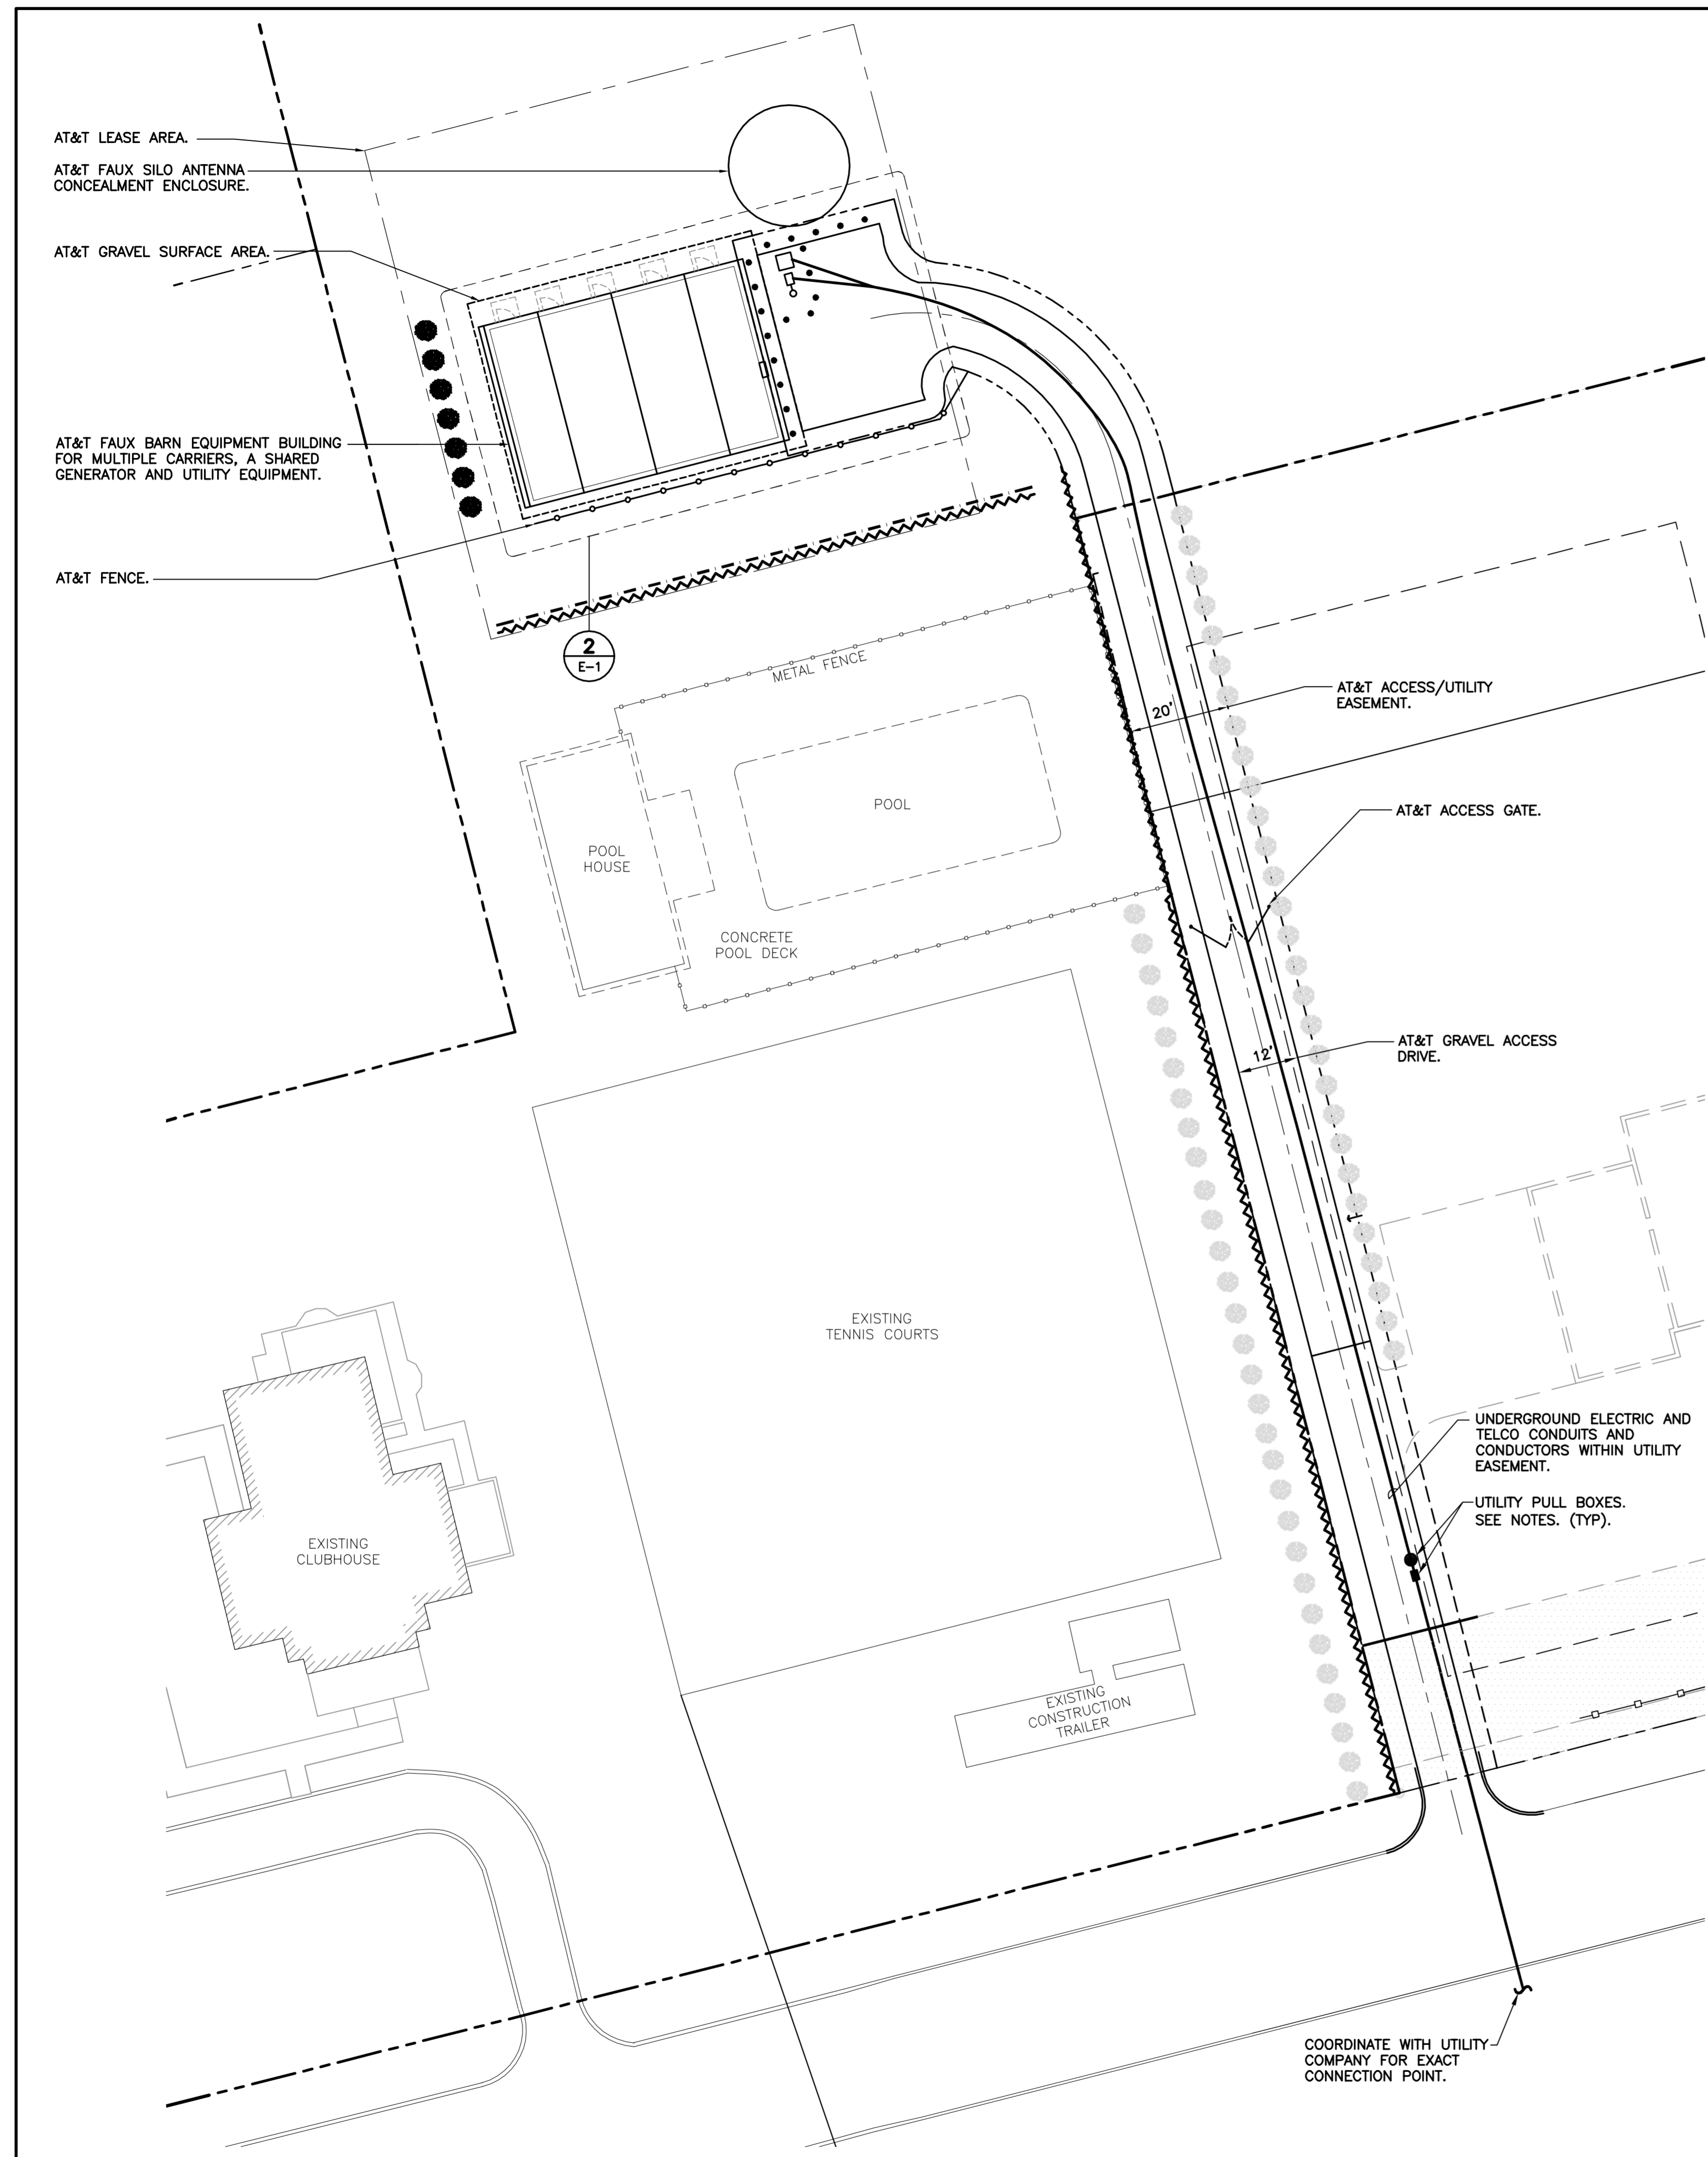 AT&T LEASE AREA.
AT&T FAUX SILO ANTENNA
CONCEALMENT ENCLOSURE.
AT&T GRAVEL SURFACE AREA.
AT&T FAUX BARN EQUIPMENT BUILDING
FOR MULTIPLE CARRIERS, A SHARED
GENERATOR AND UTILITY EQUIPMENT.
AT&T FENCE.
2
E-1
METAL FENCE
20'
AT&T ACCESS/UTILITY
EASEMENT.
POOL
AT&T ACCESS GATE.
POOL
HOUSE
CONCRETE
POOL DECK
12'
AT&T GRAVEL ACCESS
DRIVE.
EXISTING
TENNIS COURTS
UNDERGROUND ELECTRIC AND
TELCO CONDUITS AND
CONDUCTORS WITHIN UTILITY
EASEMENT.
UTILITY PULL BOXES.
SEE NOTES. (TYP).
EXISTING
CLUBHOUSE
EXISTING
CONSTRUCTION
TRAILER
COORDINATE WITH UTILITY
COMPANY FOR EXACT
CONNECTION POINT.